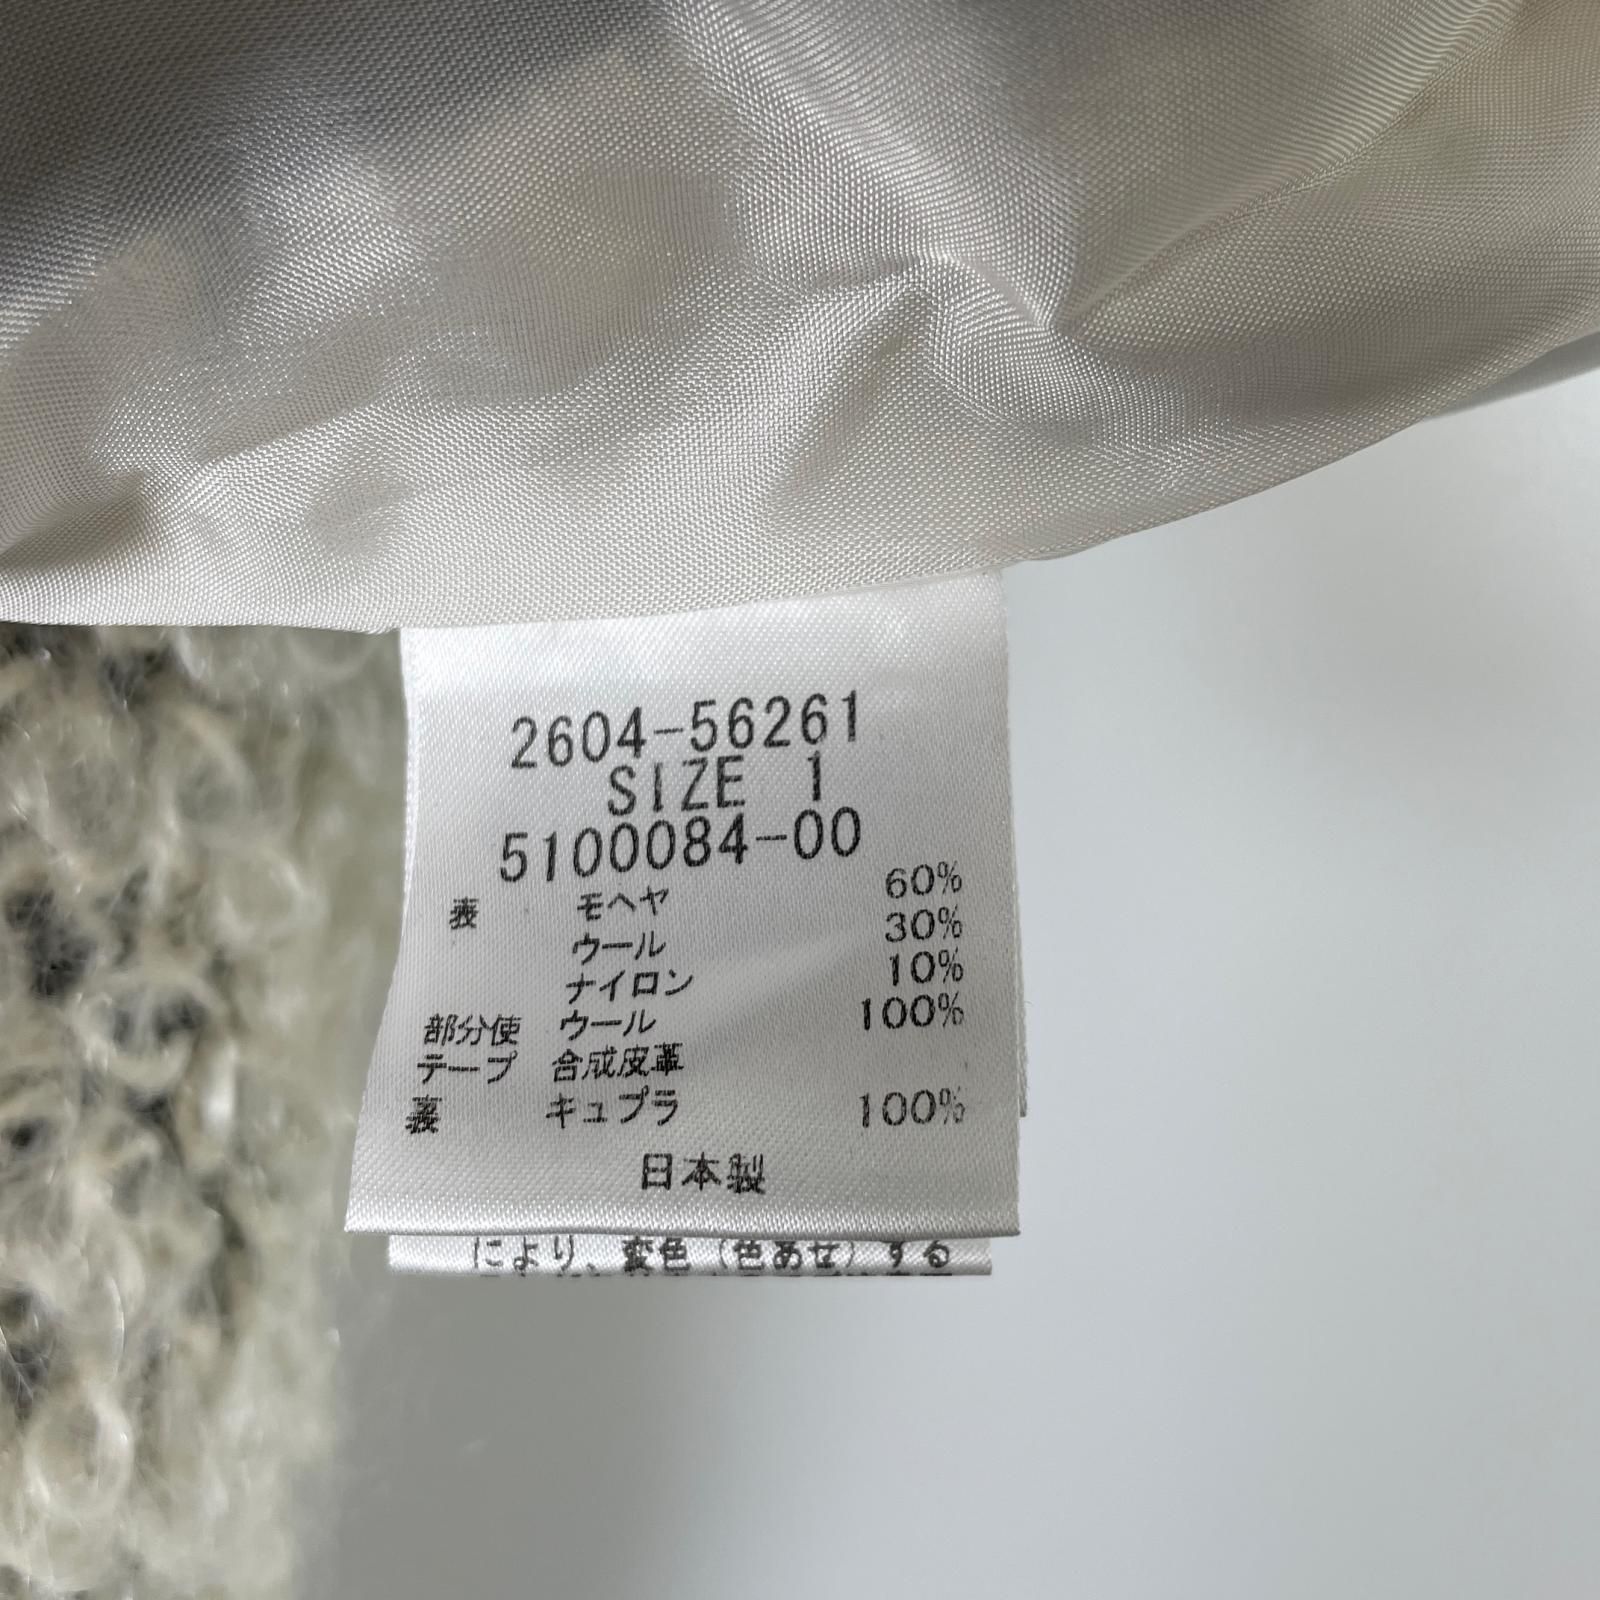 2604-56261
SIZE 1
5100084-00
表 モヘヤ 60%
ウール 30%
ナイロン 10%
部分使 ウール 100%
テープ 合成皮革
裏 キュプラ 100%
日本製
により、変色(色あせ)する